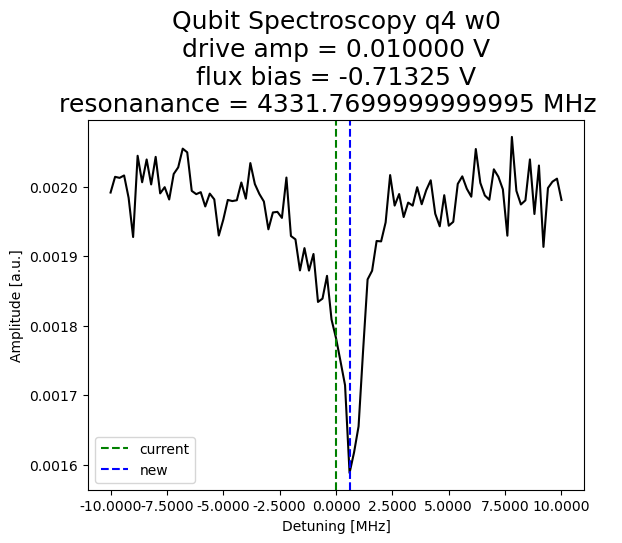 Qubit Spectroscopy q4 w0
drive amp = 0.010000 V
flux bias = -0.71325 V
resonanance = 4331.7699999999995 MHz
Amplitude [a.u.]
0.0020
0.0019
0.0018
0.0017
0.0016
current
new
-10.0000 -7.5000 -5.0000 -2.5000 0.0000 2.5000 5.0000 7.5000 10.0000
Detuning [MHz]